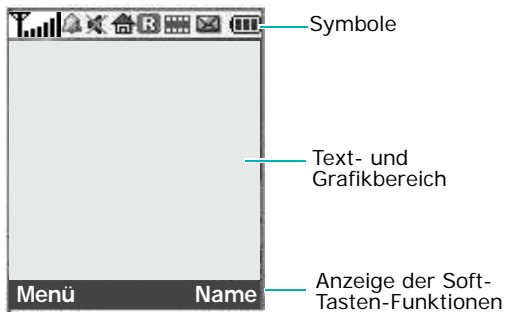 R
Symbole
Text- und
Grafikbereich
Menü Name
Anzeige der Soft-
Tasten-Funktionen